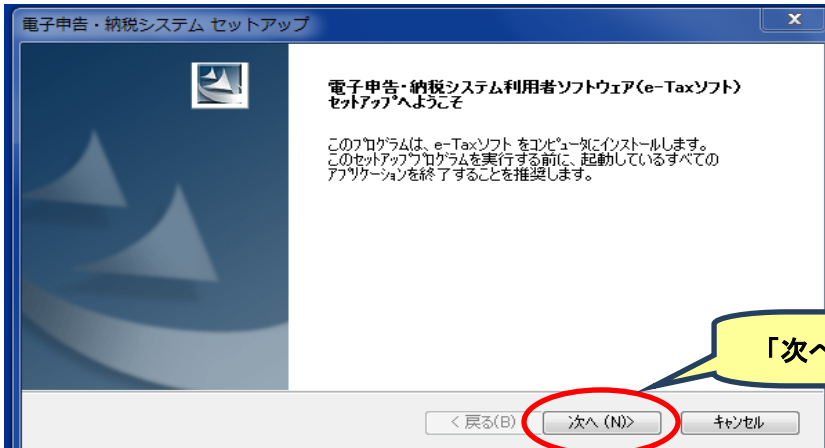 電子申告・納税システム セットアップ
電子申告・納税システム利用者ソフトウェア(e-Taxソフト)
セットアップへようこそ
このプログラムは、e-Taxソフト をコンピュータにインストールします。
このセットアッププログラムを実行する前に、起動しているすべての
アプリケーションを終了することを推奨します。
「次へ
< 戻る(B)
次へ (N)>
キャンセル